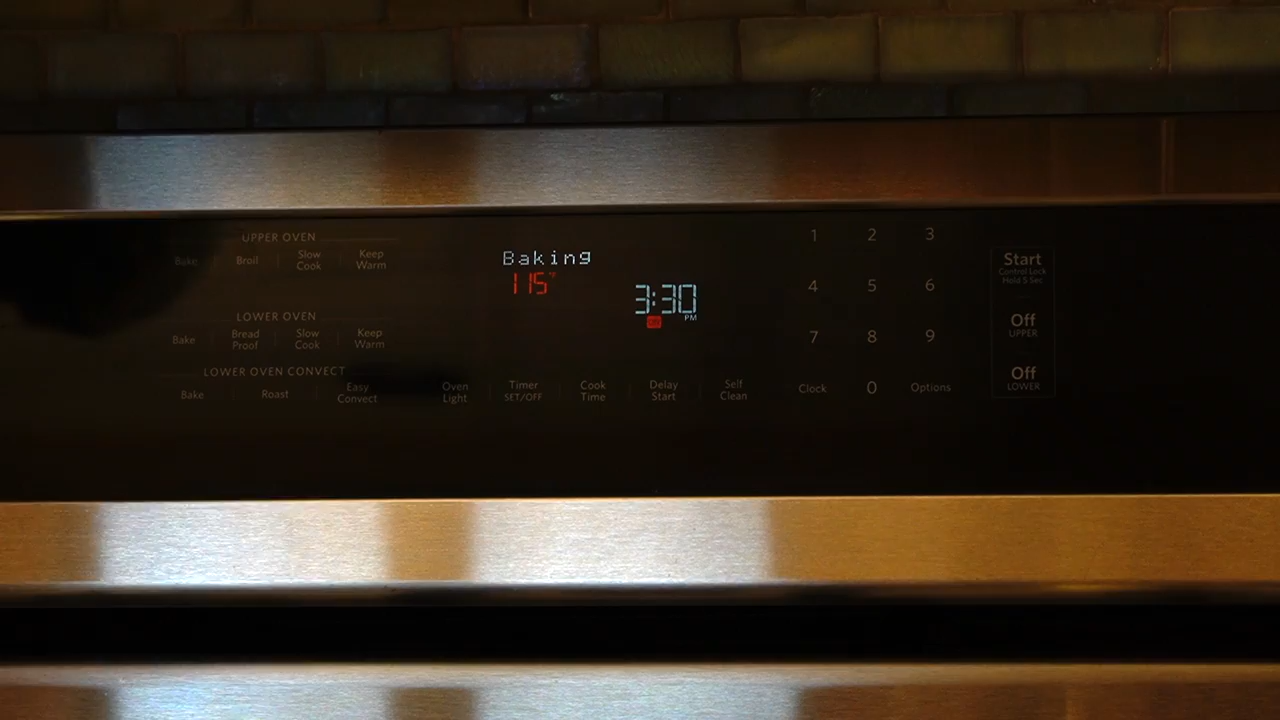 UPPER OVEN
Bake Broil Slow Cook Keep Warm
LOWER OVEN
Bake Bread Proof Slow Cook Keep Warm
LOWER OVEN CONVECT
Bake Roast Easy Convect
Baking
115°F
3:30 PM
Oven Light Timer SET/OFF Cook Time Delay Start Self Clean
1 2 3
4 5 6
7 8 9
Clock 0 Options
Start
Control Lock
Hold 5 Sec
Off
UPPER
Off
LOWER